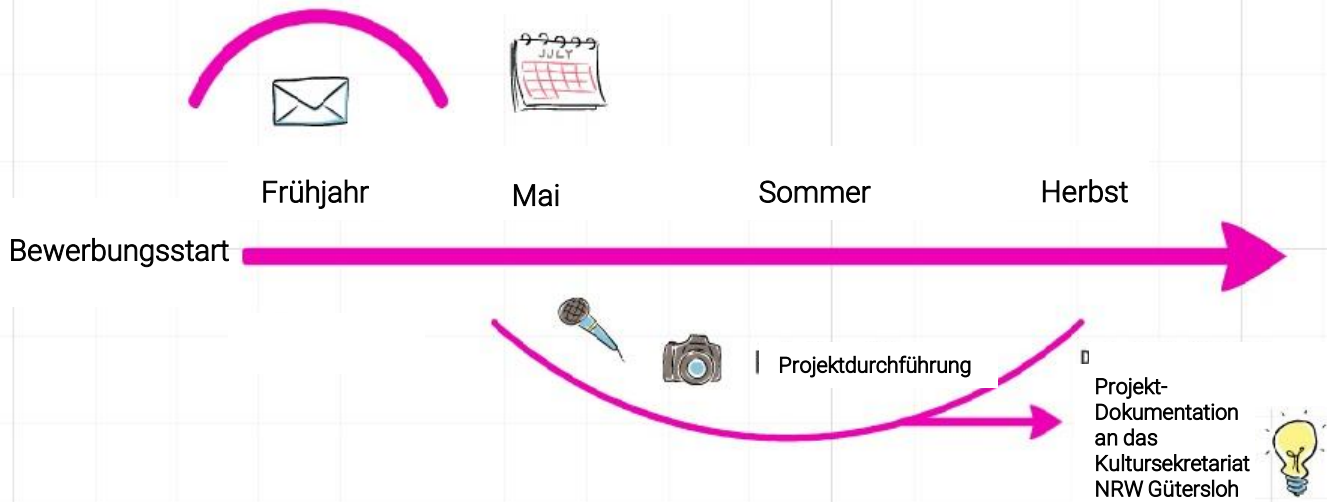 JULY
Frühjahr
Mai
Sommer
Herbst
Bewerbungsstart
Projektdurchführung
Projekt-
Dokumentation
an das
Kultursekretariat
NRW Gütersloh